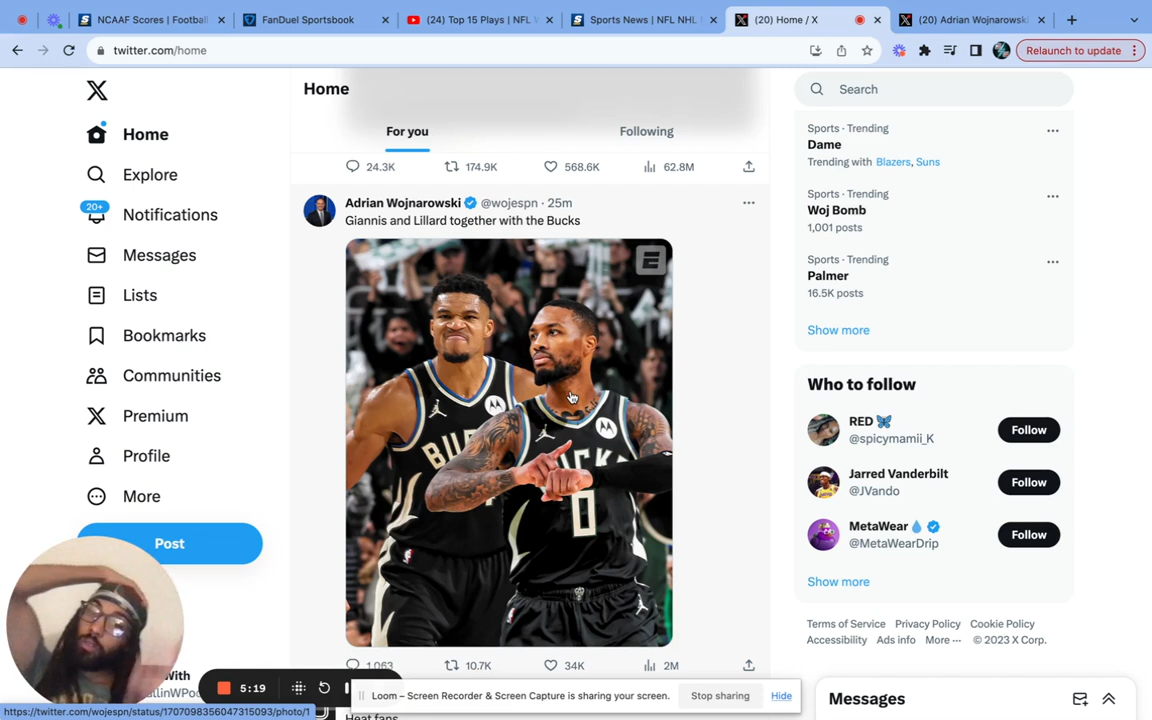 NCAAF Scores | Footbal
FanDuel Sportsbook
(24) Top 15 Plays | NFL W
Sports News | NFL NHL
(20) Home / X
(20) Adrian Wojnarowski
twitter.com/home
Relaunch to update
Home
For you
Following
24.3K
174.9K
568.6K
62.8M
Adrian Wojnarowski @wojespn · 25m
Giannis and Lillard together with the Bucks
E
BU
BUCKS
0
1,063
10.7K
34K
2M
Heat fans
Home
Explore
20+
Notifications
Messages
Lists
Bookmarks
Communities
Premium
Profile
More
Post
With
llinWPod
5:19
Loom – Screen Recorder & Screen Capture is sharing your screen.
Stop sharing
Hide
https://twitter.com/wojespn/status/1707098356047315093/photo/1
Search
Sports · Trending
Dame
Trending with Blazers, Suns
Sports · Trending
Woj Bomb
1,001 posts
Sports · Trending
Palmer
16.5K posts
Show more
Who to follow
RED
@spicymamii_K
Follow
Jarred Vanderbilt
@JVando
Follow
MetaWear
@MetaWearDrip
Follow
Show more
Terms of Service Privacy Policy Cookie Policy
Accessibility Ads info More ··· © 2023 X Corp.
Messages